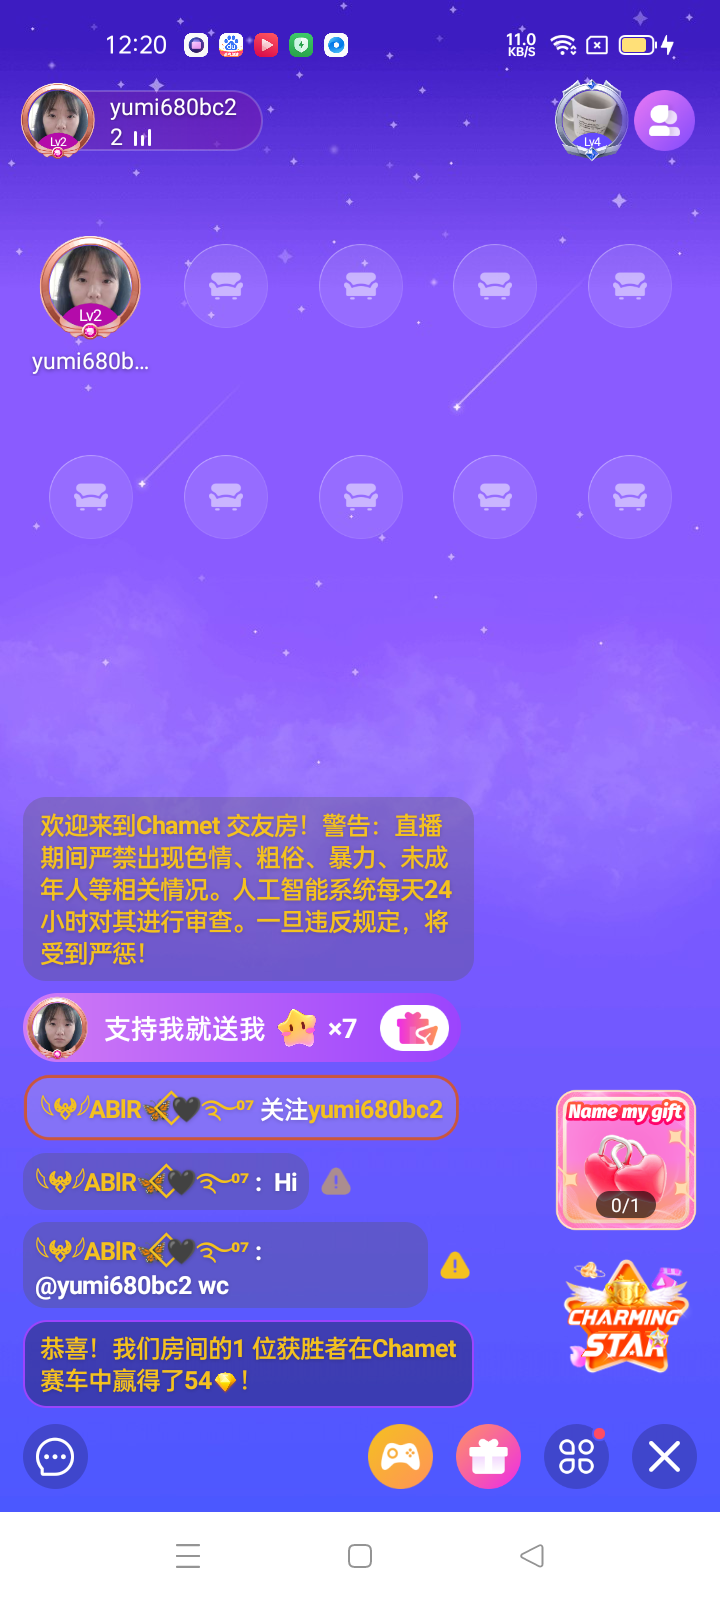 12:20
11.0
KB/S
yumi680bc2
2
Lv2
Lv4
Lv2
yumi680b...
欢迎来到Chamet 交友房！警告：直播
期间严禁出现色情、粗俗、暴力、未成
年人等相关情况。人工智能系统每天24
小时对其进行审查。一旦违反规定，将
受到严惩！
支持我就送我 ×7
ABIR 07 关注yumi680bc2
Name my gift
0/1
ABIR 07 : Hi
ABIR 07 :
@yumi680bc2 wc
CHARMING
STAR
恭喜！我们房间的1 位获胜者在Chamet
赛车中赢得了54💎！